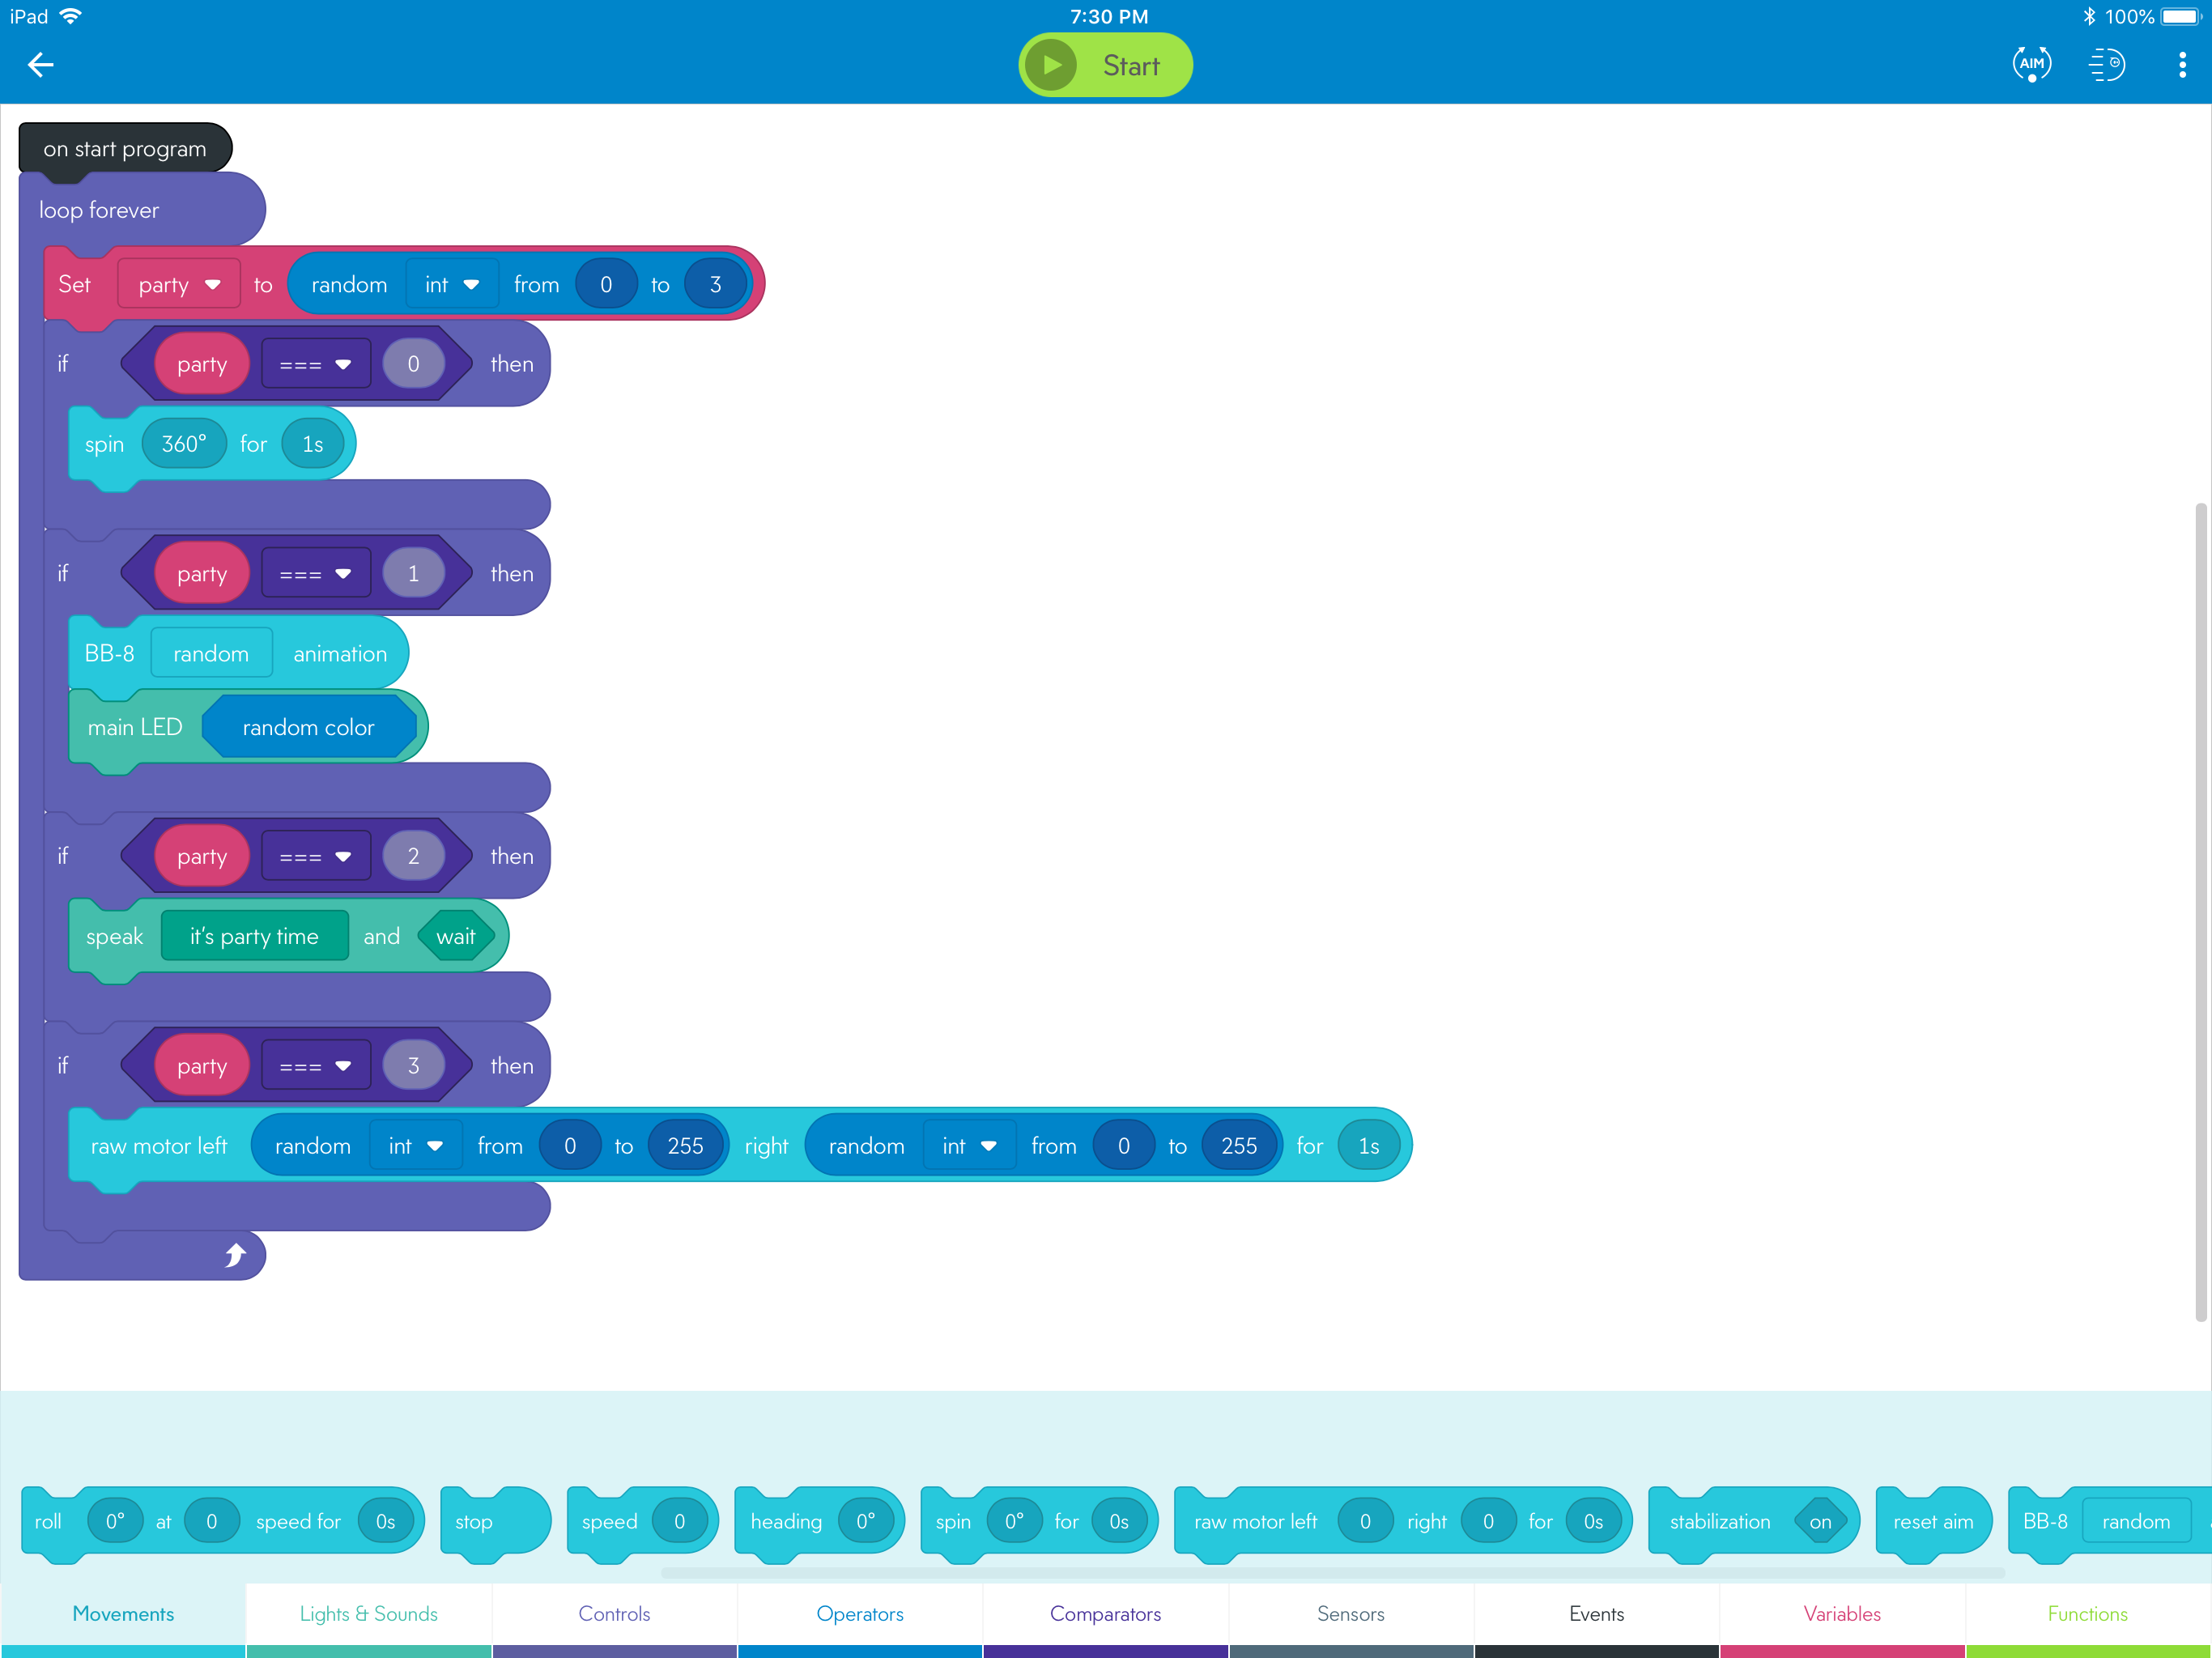 iPad 7:30 PM 100%
Start
AIM
on start program
loop forever
Set party to random int from 0 to 3
if party === 0 then
spin 360° for 1s
if party === 1 then
BB-8 random animation
main LED random color
if party === 2 then
speak it's party time and wait
if party === 3 then
raw motor left random int from 0 to 255 right random int from 0 to 255 for 1s
roll 0° at 0 speed for 0s stop speed 0 heading 0° spin 0° for 0s raw motor left 0 right 0 for 0s stabilization on reset aim BB-8 random
Movements Lights & Sounds Controls Operators Comparators Sensors Events Variables Functions